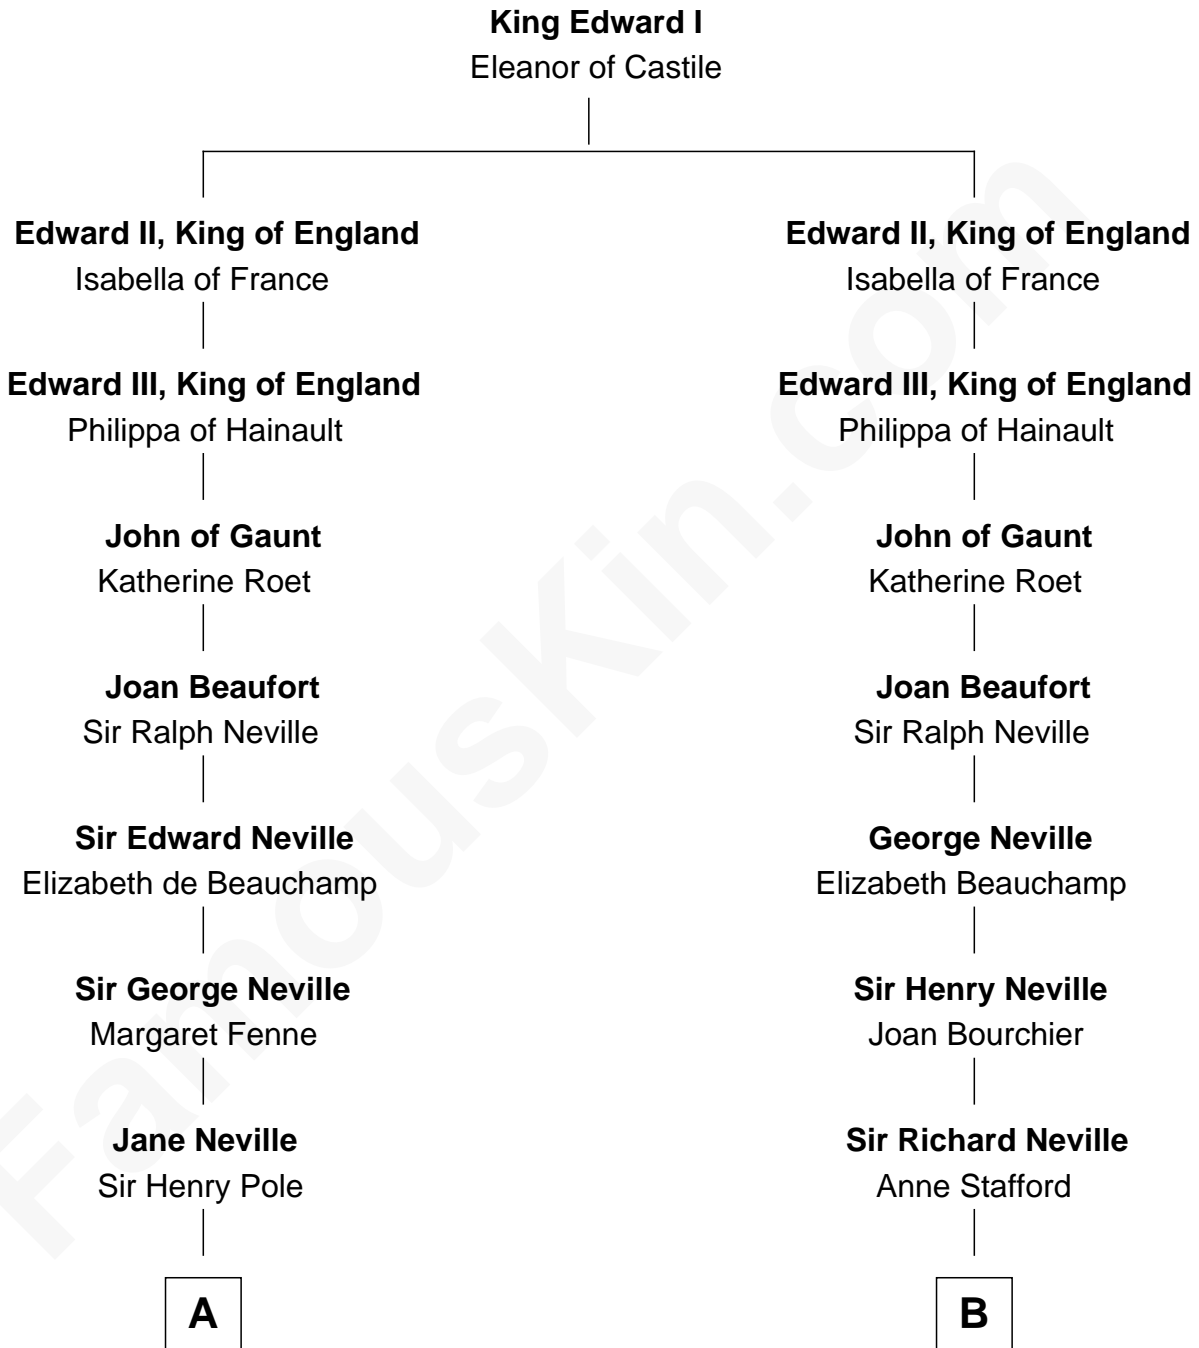 King Edward I
Eleanor of Castile
Edward II, King of England
Isabella of France
Edward III, King of England
Philippa of Hainault
John of Gaunt
Katherine Roet
Joan Beaufort
Sir Ralph Neville
Sir Edward Neville
Elizabeth de Beauchamp
Sir George Neville
Margaret Fenne
Jane Neville
Sir Henry Pole
A
Edward II, King of England
Isabella of France
Edward III, King of England
Philippa of Hainault
John of Gaunt
Katherine Roet
Joan Beaufort
Sir Ralph Neville
George Neville
Elizabeth Beauchamp
Sir Henry Neville
Joan Bourchier
Sir Richard Neville
Anne Stafford
B
FamousKin.com